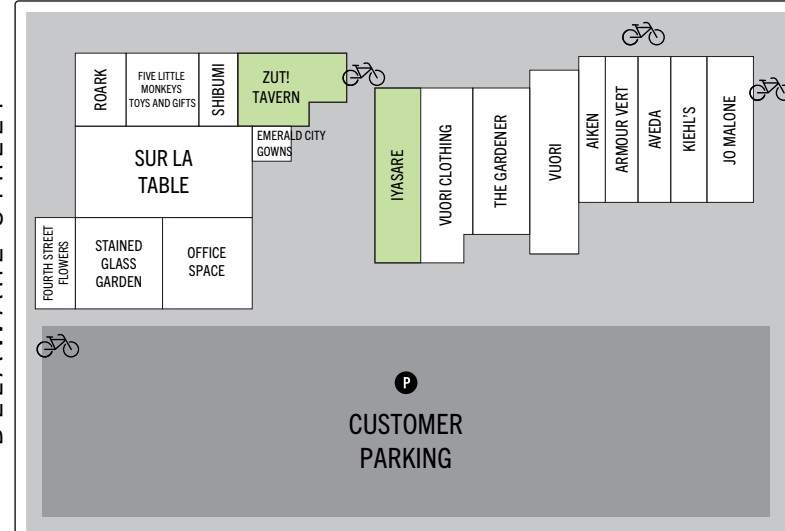 ROARK
FIVE LITTLE
MONKEYS
TOYS AND GIFTS
SHIBUMI
ZUT!
TAVERN
EMERALD CITY
GOWNS
SUR LA
TABLE
FOURTH STREET
FLOWERS
STAINED
GLASS
GARDEN
OFFICE
SPACE
IYASARE
VUORI CLOTHING
THE GARDENER
VUORI
AIKEN
ARMOUR VERT
AVEDA
KIEHL'S
JO MALONE
P
CUSTOMER
PARKING